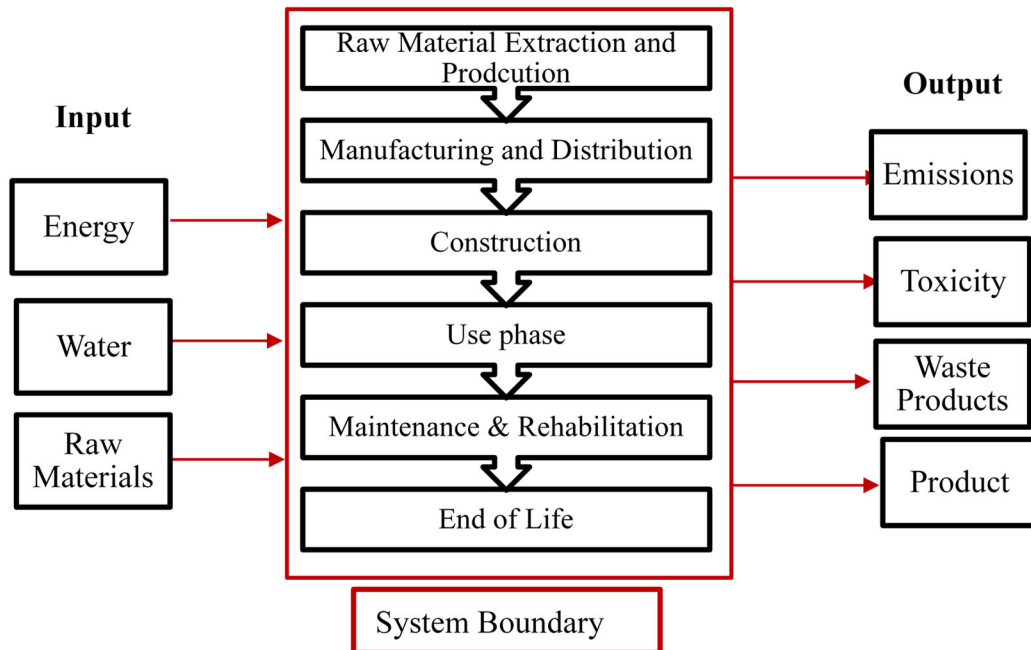 Input
Energy
Water
Raw
Materials
Raw Material Extraction and
Prodcution
Manufacturing and Distribution
Construction
Use phase
Maintenance & Rehabilitation
End of Life
System Boundary
Output
Emissions
Toxicity
Waste
Products
Product